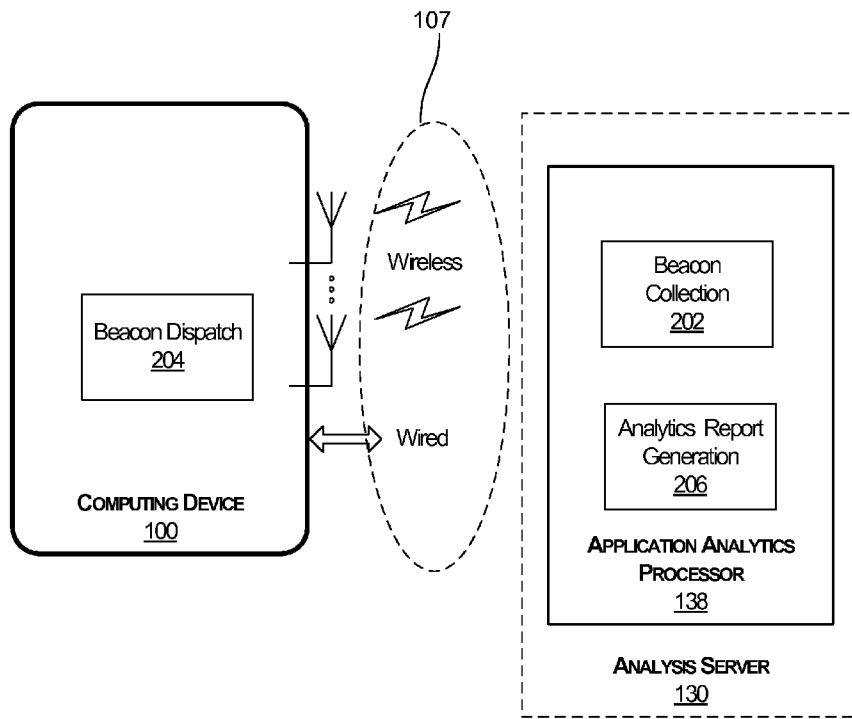 107
Wireless
Beacon Dispatch
204
Wired
COMPUTING DEVICE
100
Beacon
Collection
202
Analytics Report
Generation
206
APPLICATION ANALYTICS
PROCESSOR
138
ANALYSIS SERVER
130